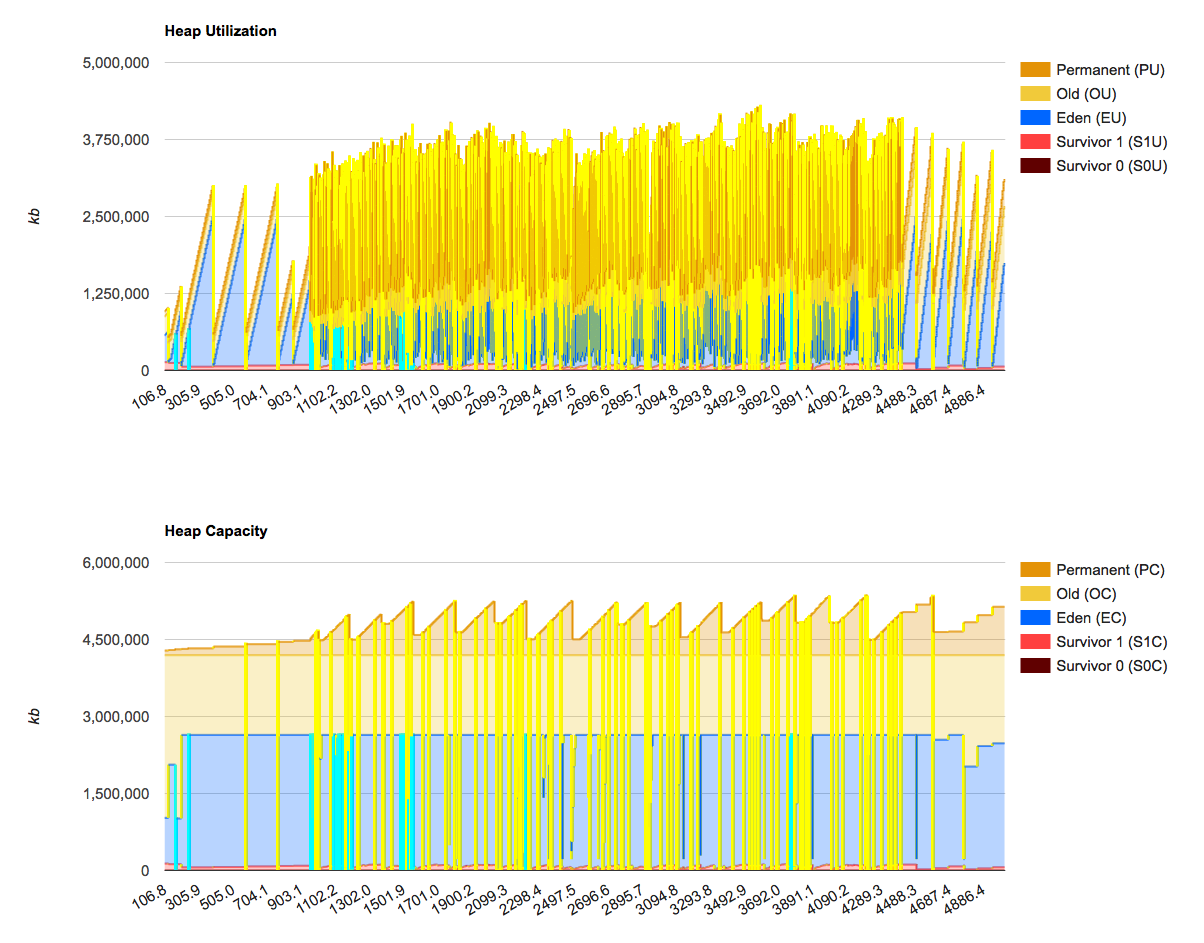 Heap Utilization
5,000,000
3,750,000
2,500,000
1,250,000
0
kb
Permanent (PU)
Old (OU)
Eden (EU)
Survivor 1 (S1U)
Survivor 0 (S0U)
106.8 305.9 505.0 704.1 903.1 1102.2 1302.0 1501.9 1701.0 1900.2 2099.3 2298.4 2497.5 2696.6 2895.7 3094.8 3293.8 3492.9 3692.0 3891.1 4090.2 4289.3 4488.3 4687.4 4886.4
Heap Capacity
6,000,000
4,500,000
3,000,000
1,500,000
0
kb
Permanent (PC)
Old (OC)
Eden (EC)
Survivor 1 (S1C)
Survivor 0 (S0C)
106.8 305.9 505.0 704.1 903.1 1102.2 1302.0 1501.9 1701.0 1900.2 2099.3 2298.4 2497.5 2696.6 2895.7 3094.8 3293.8 3492.9 3692.0 3891.1 4090.2 4289.3 4488.3 4687.4 4886.4